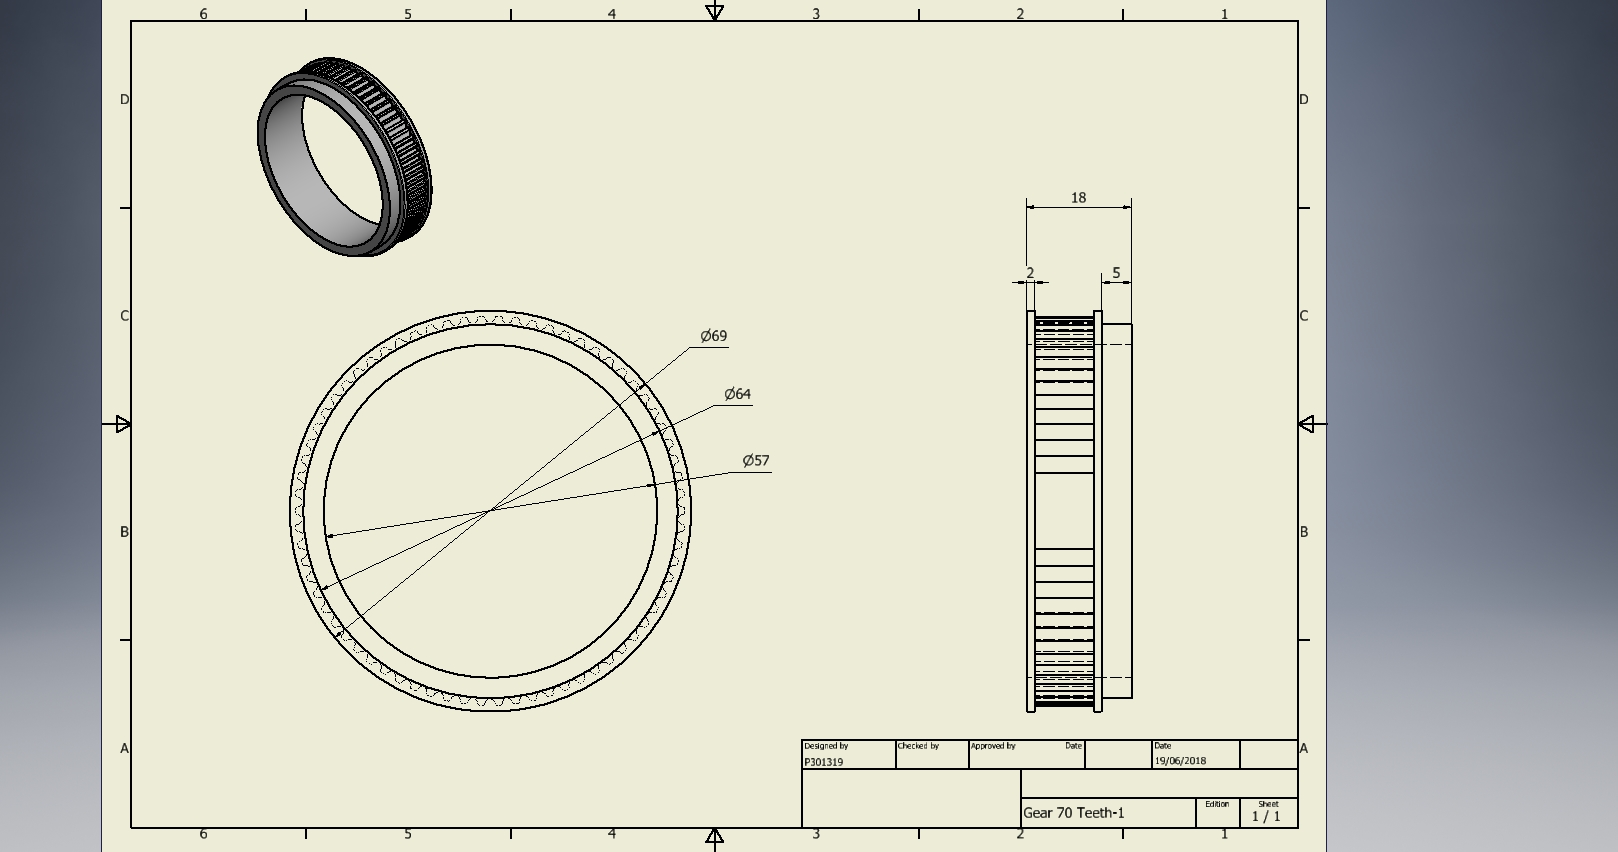 6 5 4 3 2 1
D D
18
2 5
C C
Ø69
Ø64
Ø57
B B
A A
Designed by Checked by Approved by Date Date
P301319 19/06/2018
Edition Sheet
Gear 70 Teeth-1 1 / 1
6 5 4 3 2 1